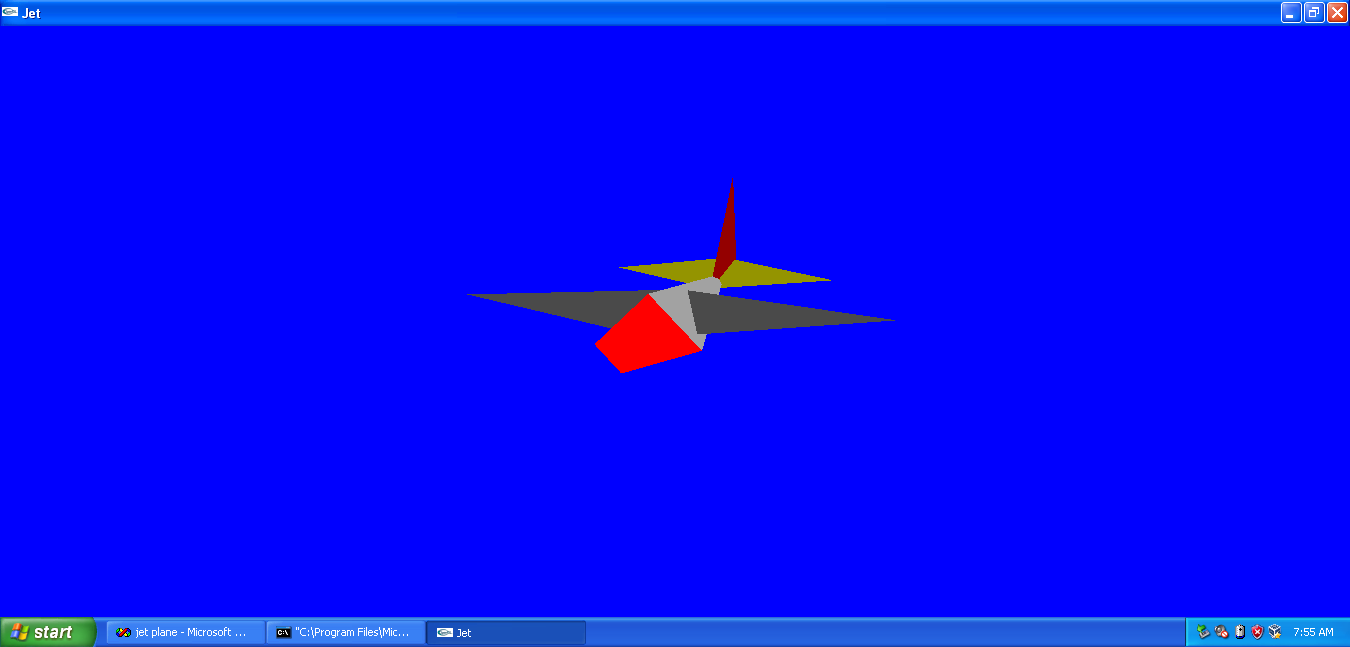 Jet
start
jet plane - Microsoft ...
"C:\Program Files\Mic...
Jet
7:55 AM